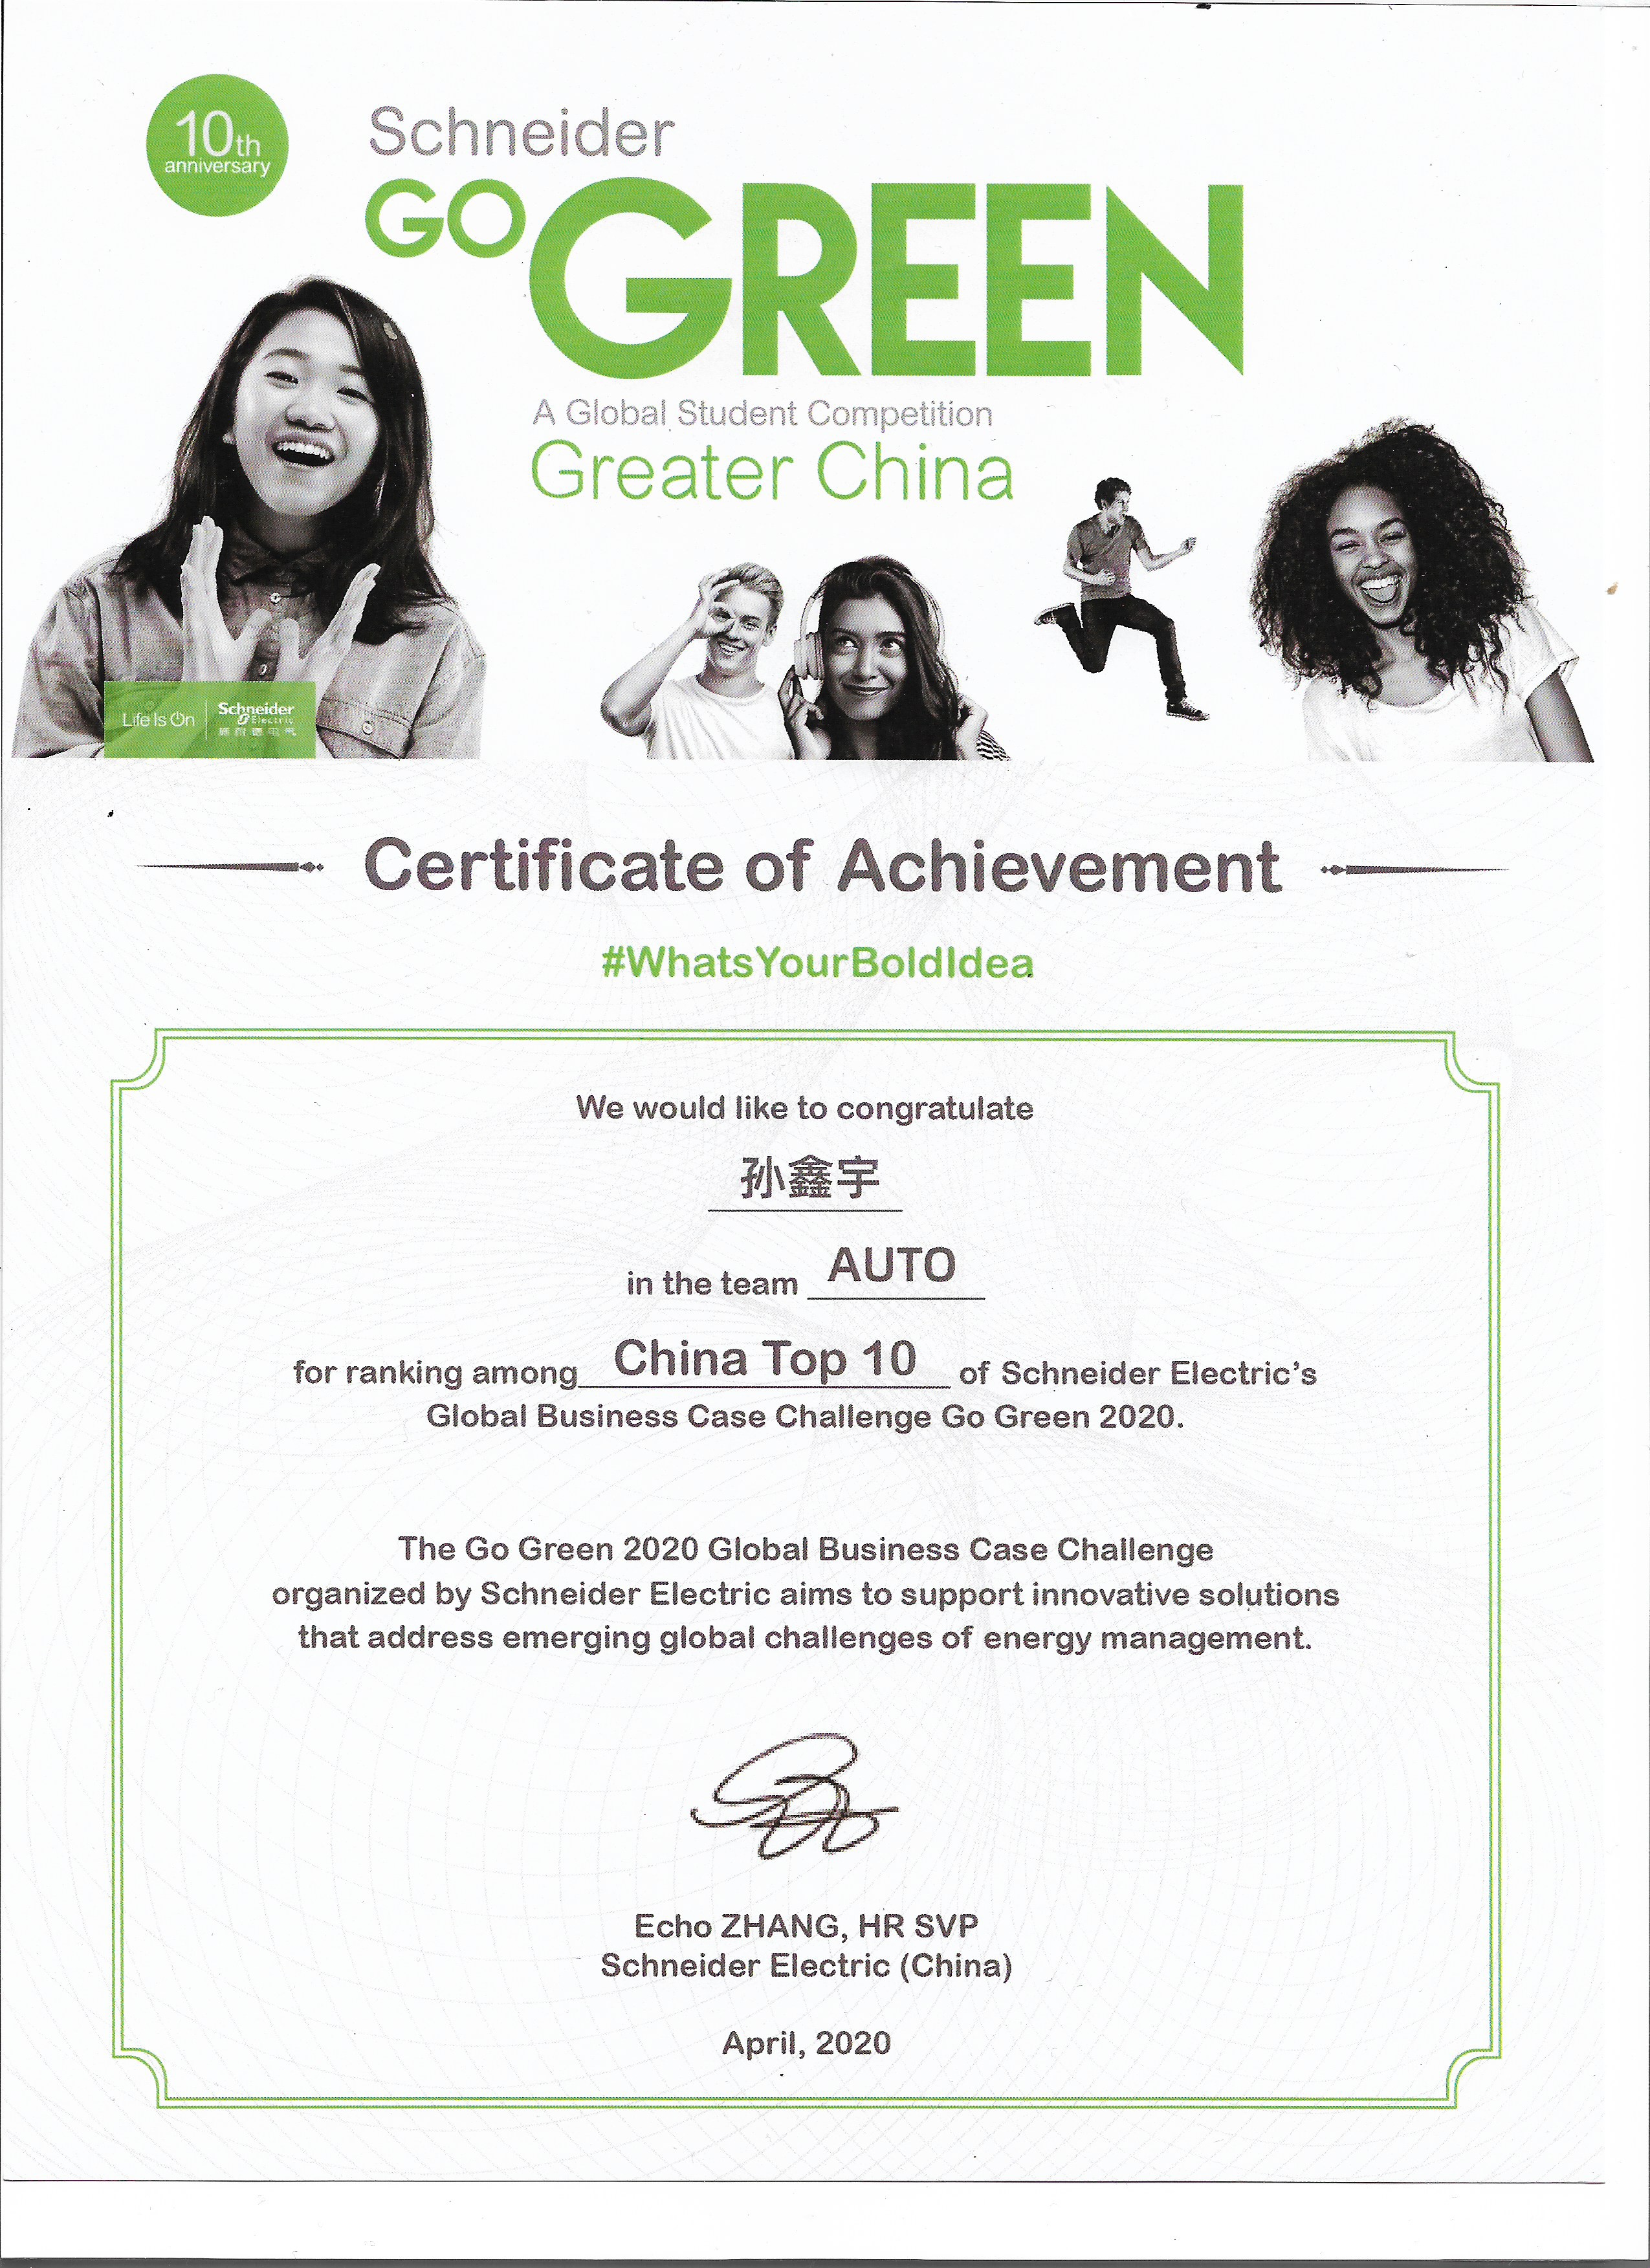 10th
anniversary
Schneider
GO GREEN
A Global Student Competition
Greater China
Life Is On
Schneider
Electric
施耐德电气
Certificate of Achievement
#WhatsYourBoldIdea
We would like to congratulate
孙鑫宇
in the team AUTO
for ranking among China Top 10 of Schneider Electric’s
Global Business Case Challenge Go Green 2020.
The Go Green 2020 Global Business Case Challenge
organized by Schneider Electric aims to support innovative solutions
that address emerging global challenges of energy management.
Echo ZHANG, HR SVP
Schneider Electric (China)
April, 2020